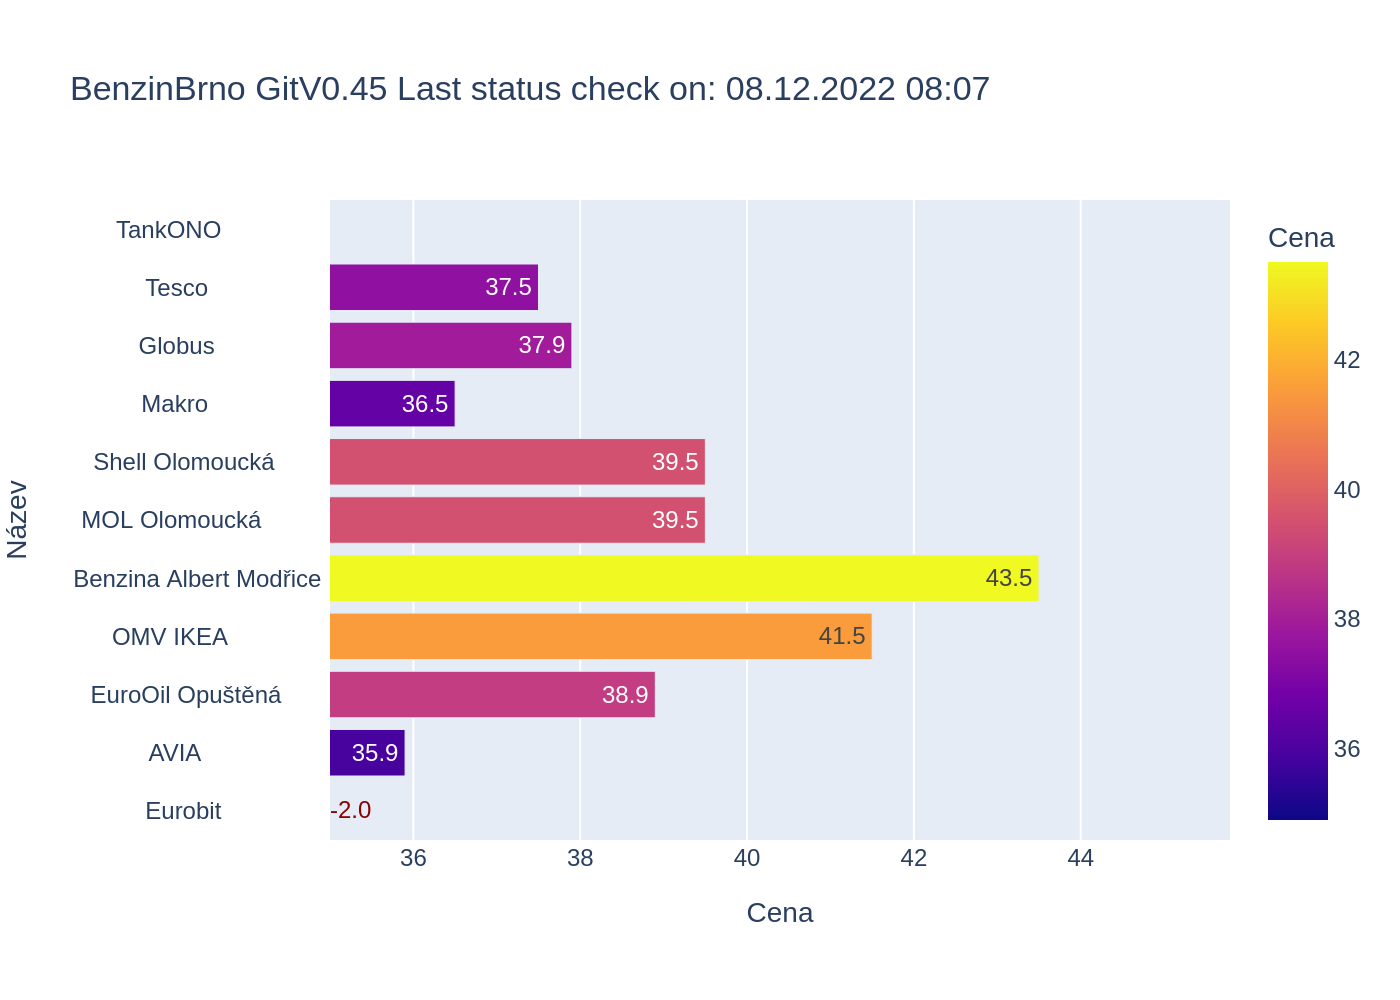 BenzinBrno GitV0.45 Last status check on: 08.12.2022 08:07
Cena
TankONO
Tesco 37.5
Globus 37.9
Makro 36.5
Shell Olomoucká 39.5
MOL Olomoucká 39.5
Benzina Albert Modřice 43.5
OMV IKEA 41.5
EuroOil Opuštěná 38.9
AVIA 35.9
Eurobit -2.0
Název
36 38 40 42 44
Cena
42
40
38
36